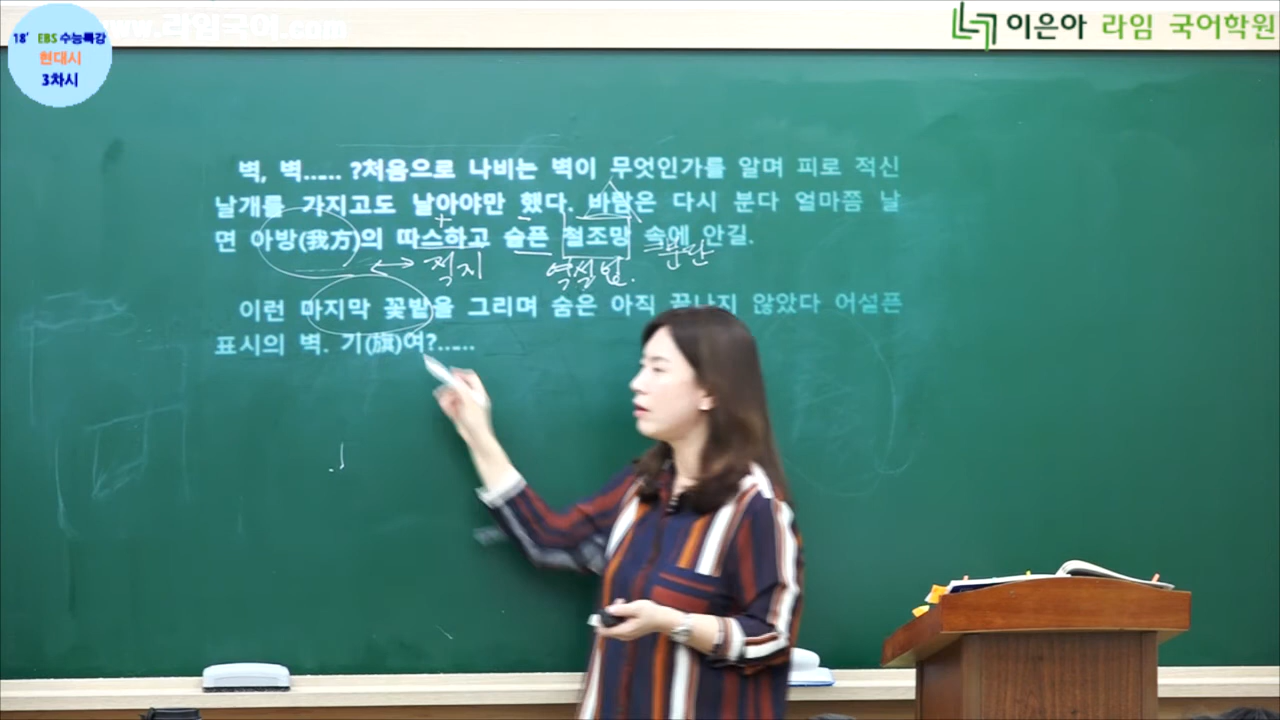 18' EBS 수능특강
현대시
3차시
www.라임국어.com
이은아 라임 국어학원
벽, 벽…… ?처음으로 나비는 벽이 무엇인가를 알며 피로 적신
날개를 가지고도 날아야만 했다. 바람은 다시 분다 얼마쯤 날
면 아방(我方)의 따스하고 슬픈 철조망 속에 안길.
+ -
↔ 적지 역설법. =분단
이런 마지막 꽃밭을 그리며 숨은 아직 끝나지 않았다 어설픈
표시의 벽. 기(旗)여?……